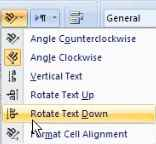 General
Angle Counterclockwise
Angle Clockwise
Vertical Text
Rotate Text Up
Rotate Text Down
Format Cell Alignment